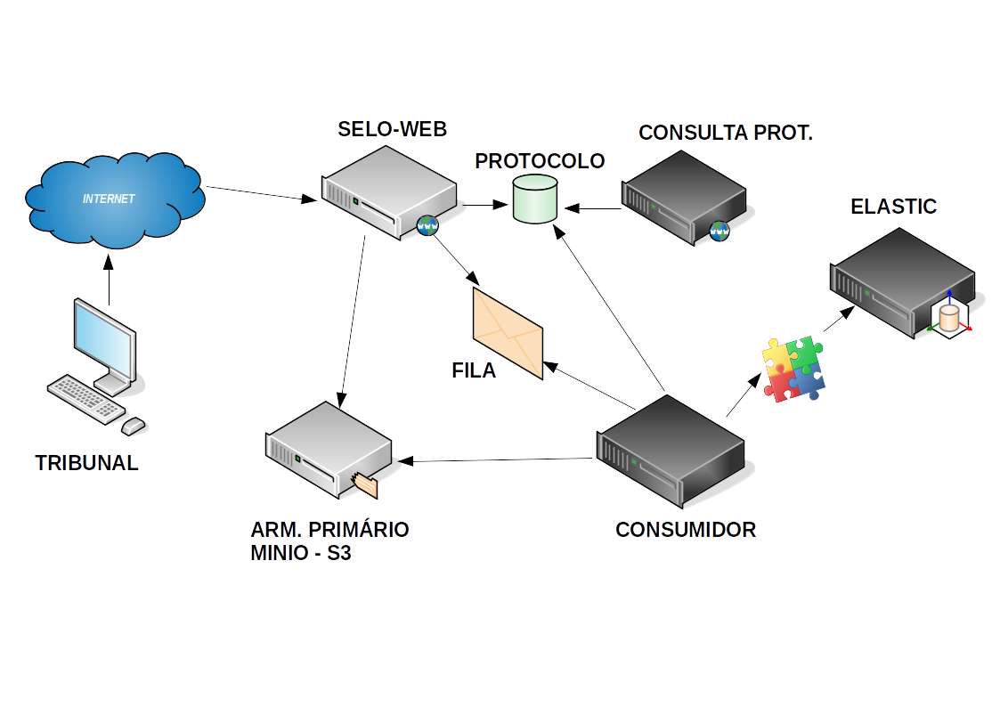 SELO-WEB
CONSULTA PROT.
PROTOCOLO
INTERNET
ELASTIC
FILA
TRIBUNAL
ARM. PRIMÁRIO
MINIO - S3
CONSUMIDOR